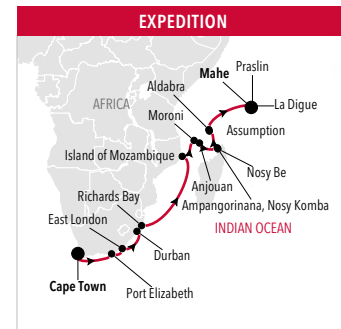 EXPEDITION
Praslin
Mahe
Aldabra
La Digue
AFRICA
Moroni
Assumption
Island of Mozambique
Nosy Be
Anjouan
Richards Bay
Ampangorinana, Nosy Komba
East London
INDIAN OCEAN
Durban
Cape Town
Port Elizabeth